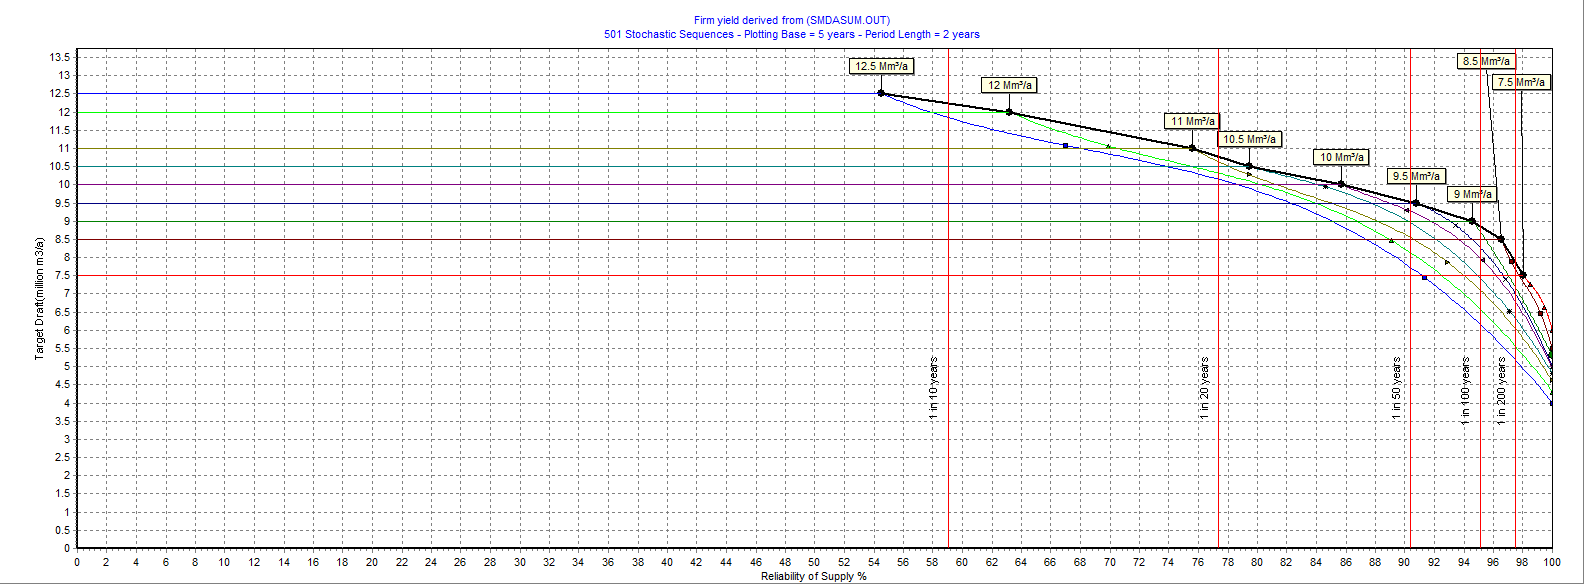 Firm yield derived from (SMDASUM.OUT)
501 Stochastic Sequences - Plotting Base = 5 years - Period Length = 2 years
8.5 Mm³/a
12.5 Mm³/a
7.5 Mm³/a
12 Mm³/a
11 Mm³/a
10.5 Mm³/a
10 Mm³/a
9.5 Mm³/a
9 Mm³/a
13.5
13
12.5
12
11.5
11
10.5
10
9.5
9
8.5
8
7.5
7
6.5
6
5.5
5
4.5
4
3.5
3
2.5
2
1.5
1
0.5
0
Target Draft(million m3/a)
1 in 10 years
1 in 20 years
1 in 50 years
1 in 100 years
1 in 200 years
0 2 4 6 8 10 12 14 16 18 20 22 24 26 28 30 32 34 36 38 40 42 44 46 48 50 52 54 56 58 60 62 64 66 68 70 72 74 76 78 80 82 84 86 88 90 92 94 96 98 100
Reliability of Supply %